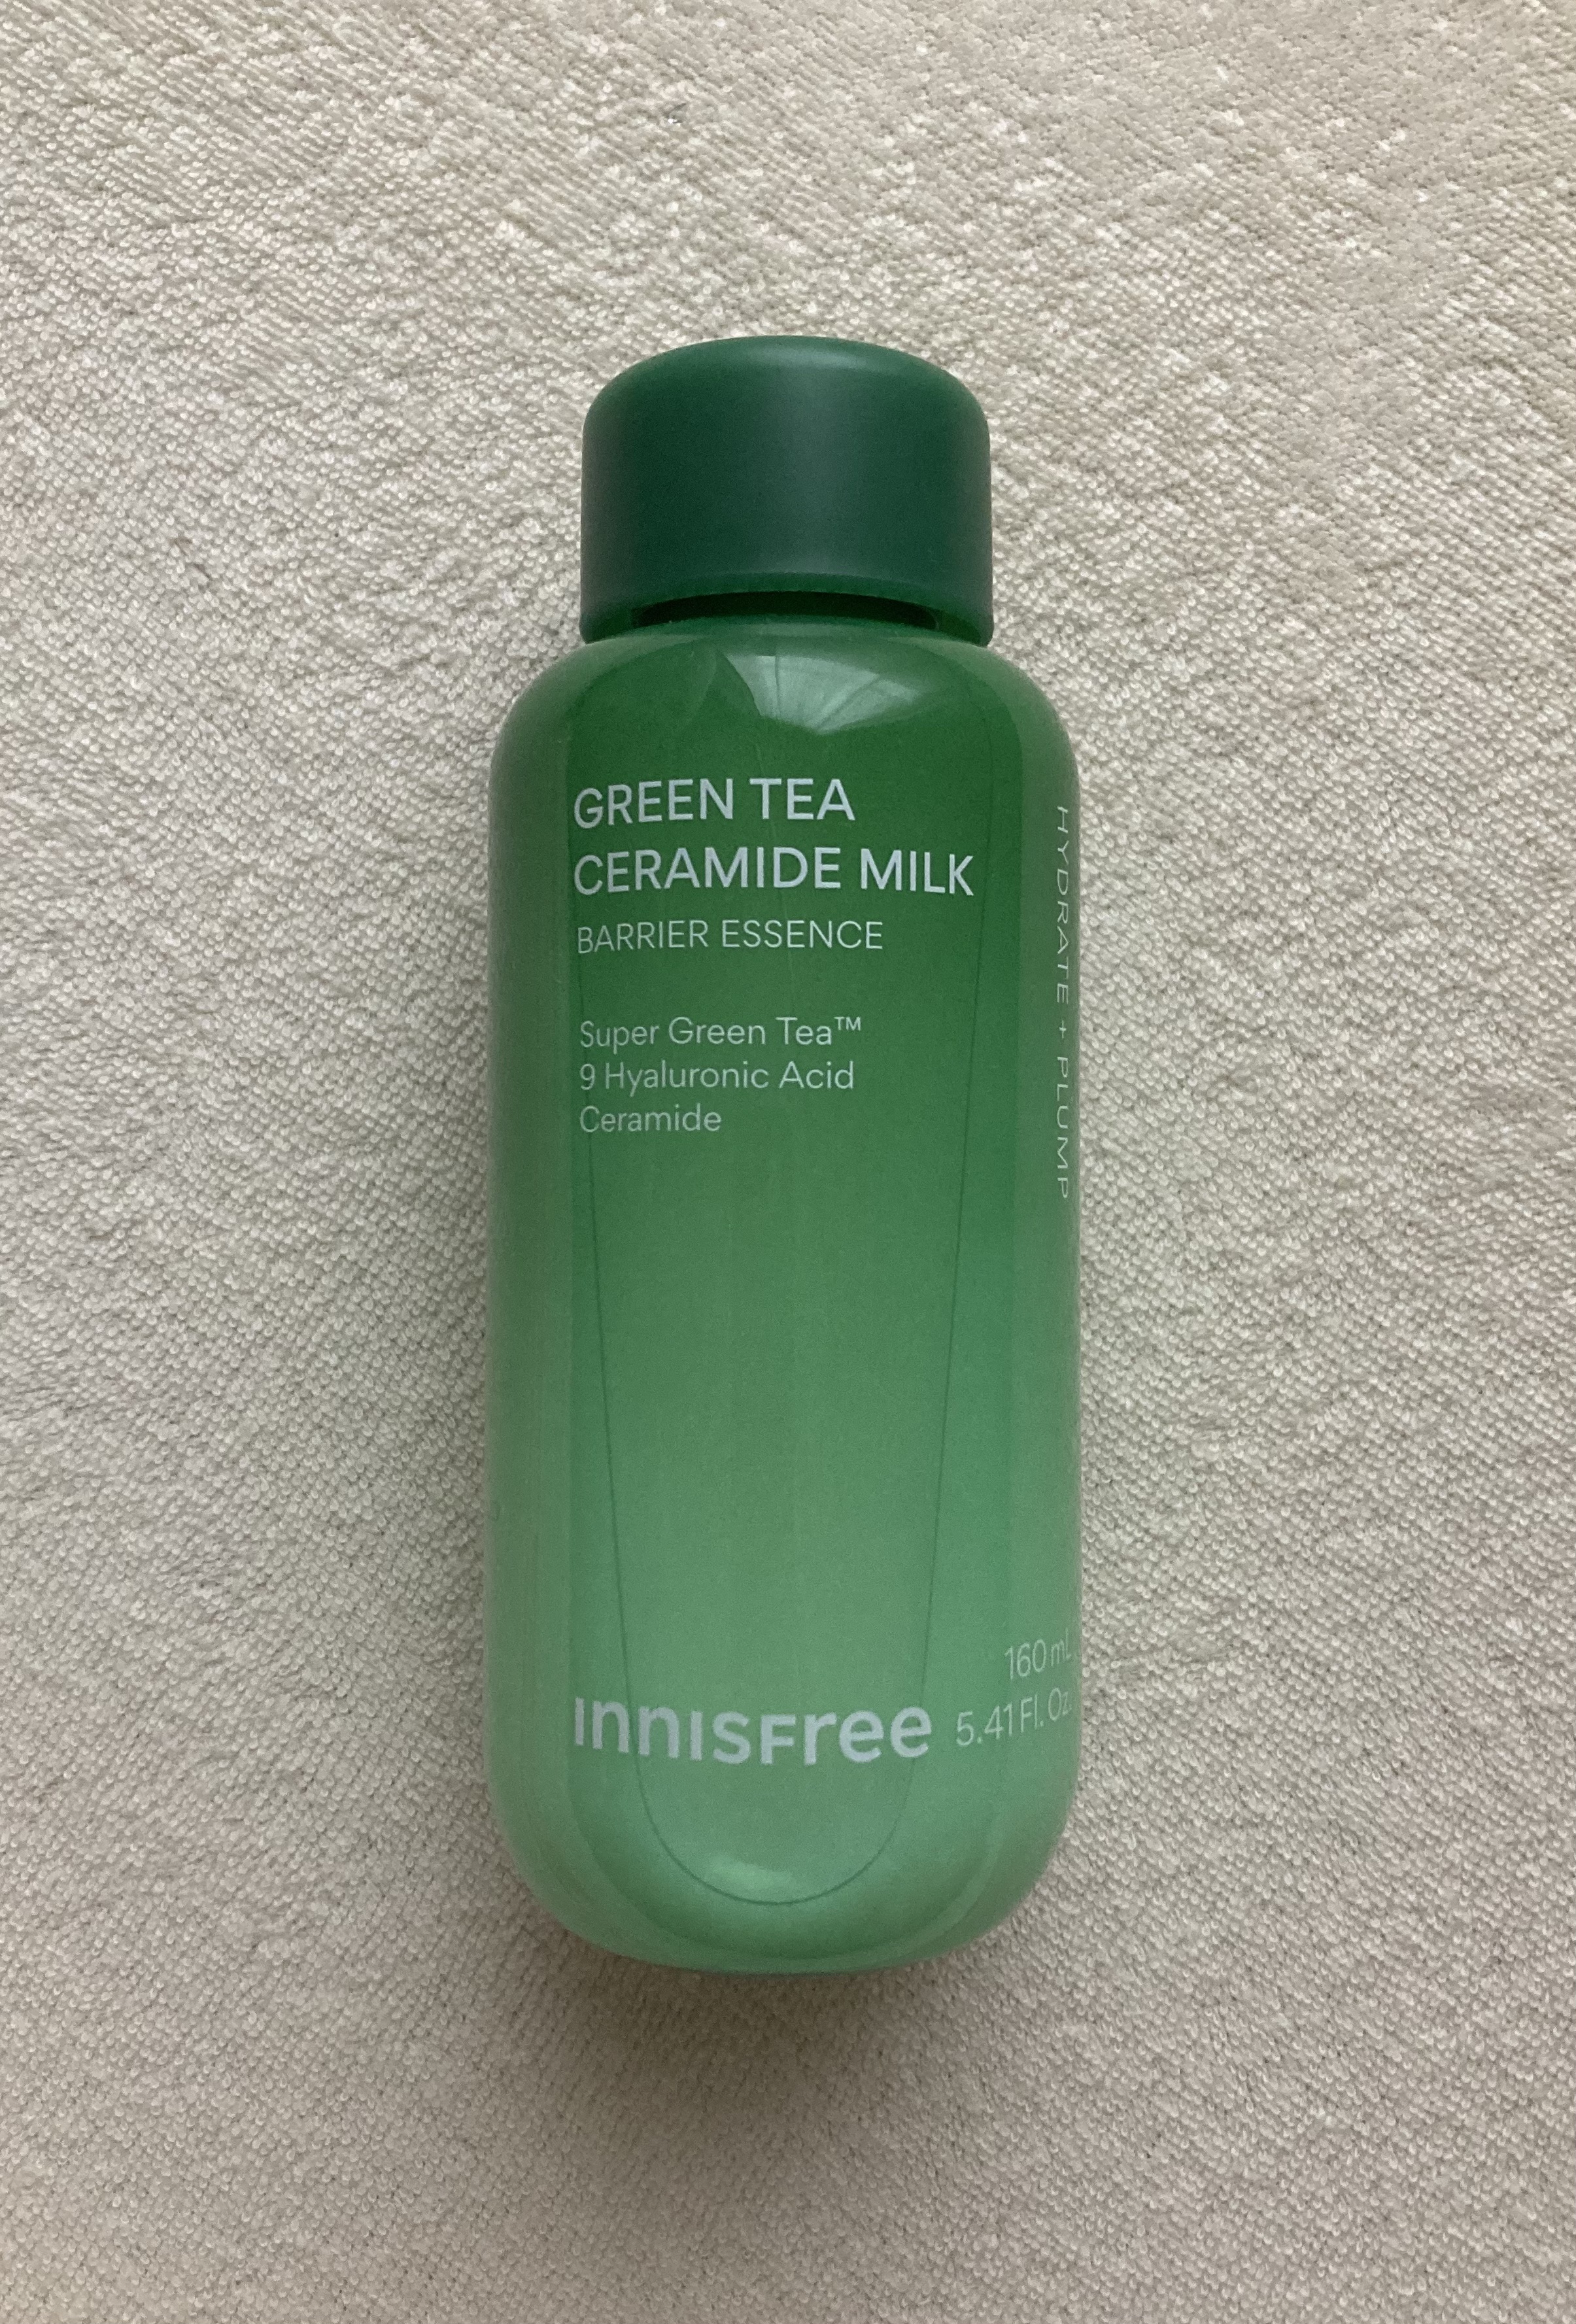 GREEN TEA
CERAMIDE MILK
BARRIER ESSENCE
Super Green Tea™
9 Hyaluronic Acid
Ceramide
HYDRATE + PLUMP
160 mL
5.41 Fl. Oz.
INNISFree